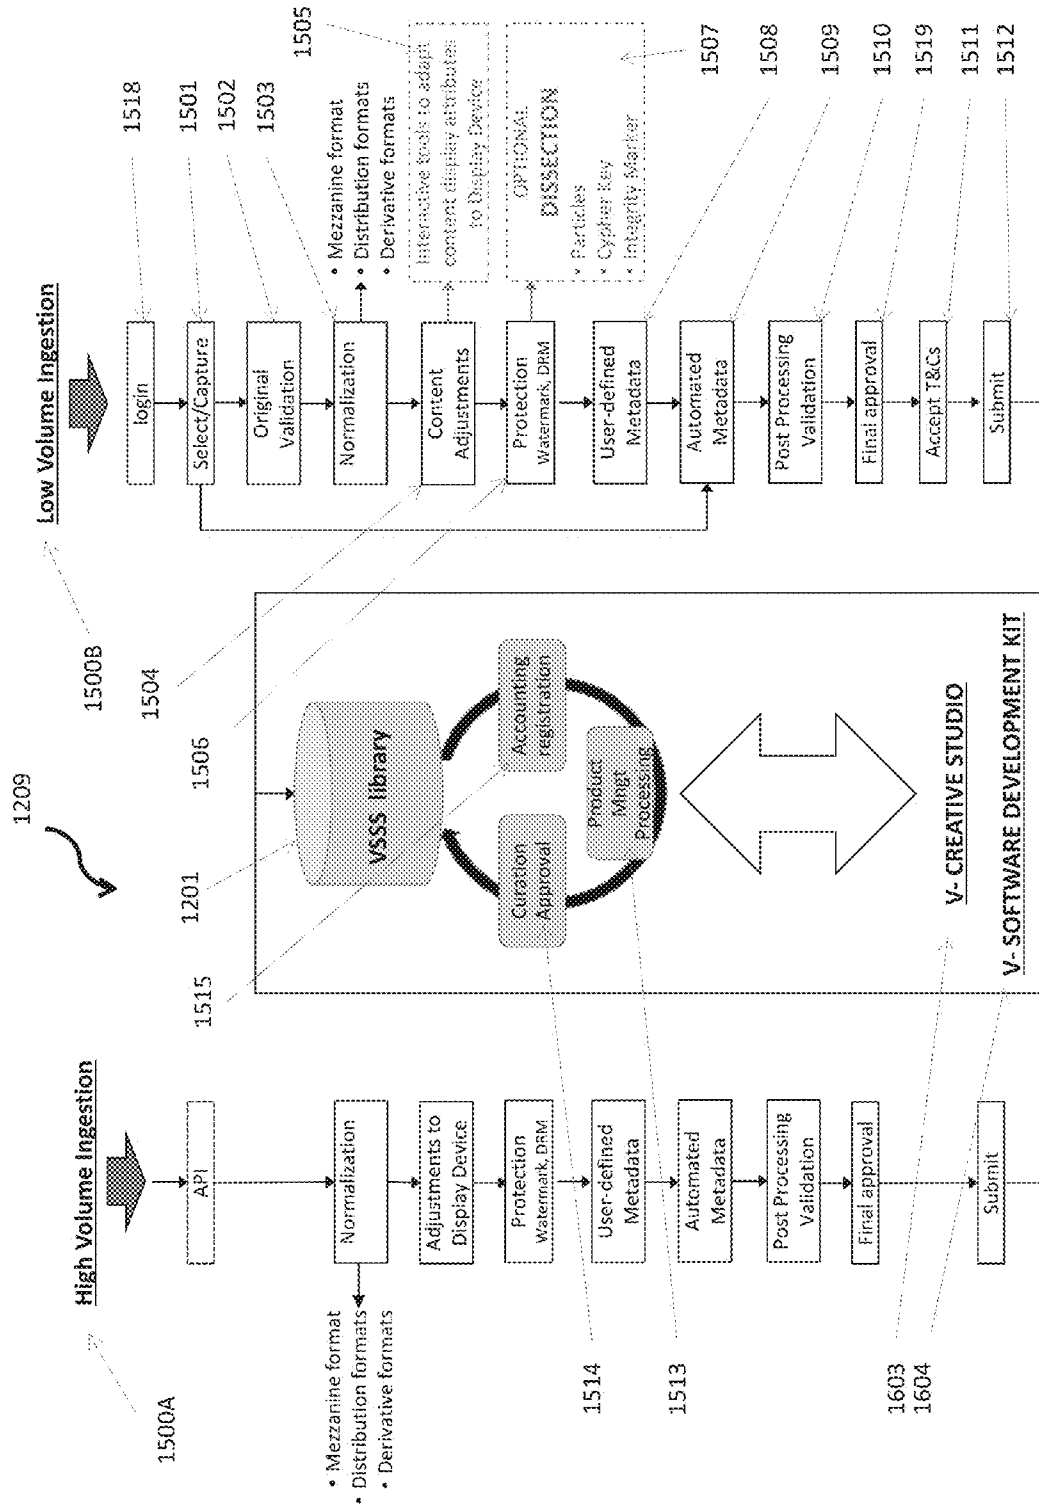 1209
High Volume Ingestion
1500A
API
Normalization
• Mezzanine format
• Distribution formats
• Derivative formats
Adjustments to
Display Device
Protection
Watermark, DRM
User-defined
Metadata
Automated
Metadata
Post Processing
Validation
Final approval
Submit
1515
1201
1506
1504
VSSS library
Curation
Approval
Accounting
registration
Product
Mngt
Processing
V- CREATIVE STUDIO
V- SOFTWARE DEVELOPMENT KIT
1514
1513
1603
1604
Low Volume Ingestion
1500B
login
Select/Capture
Original
Validation
Normalization
• Mezzanine format
• Distribution formats
• Derivative formats
Content
Adjustments
Interactive tools to adapt
content display attributes
to Display Device
Protection
Watermark, DRM
OPTIONAL
DISSECTION
• Particles
• Cypher Key
• Integrity Marker
User-defined
Metadata
Automated
Metadata
Post Processing
Validation
Final approval
Accept T&Cs
Submit
1518
1501
1502
1503
1505
1507
1508
1509
1510
1519
1511
1512